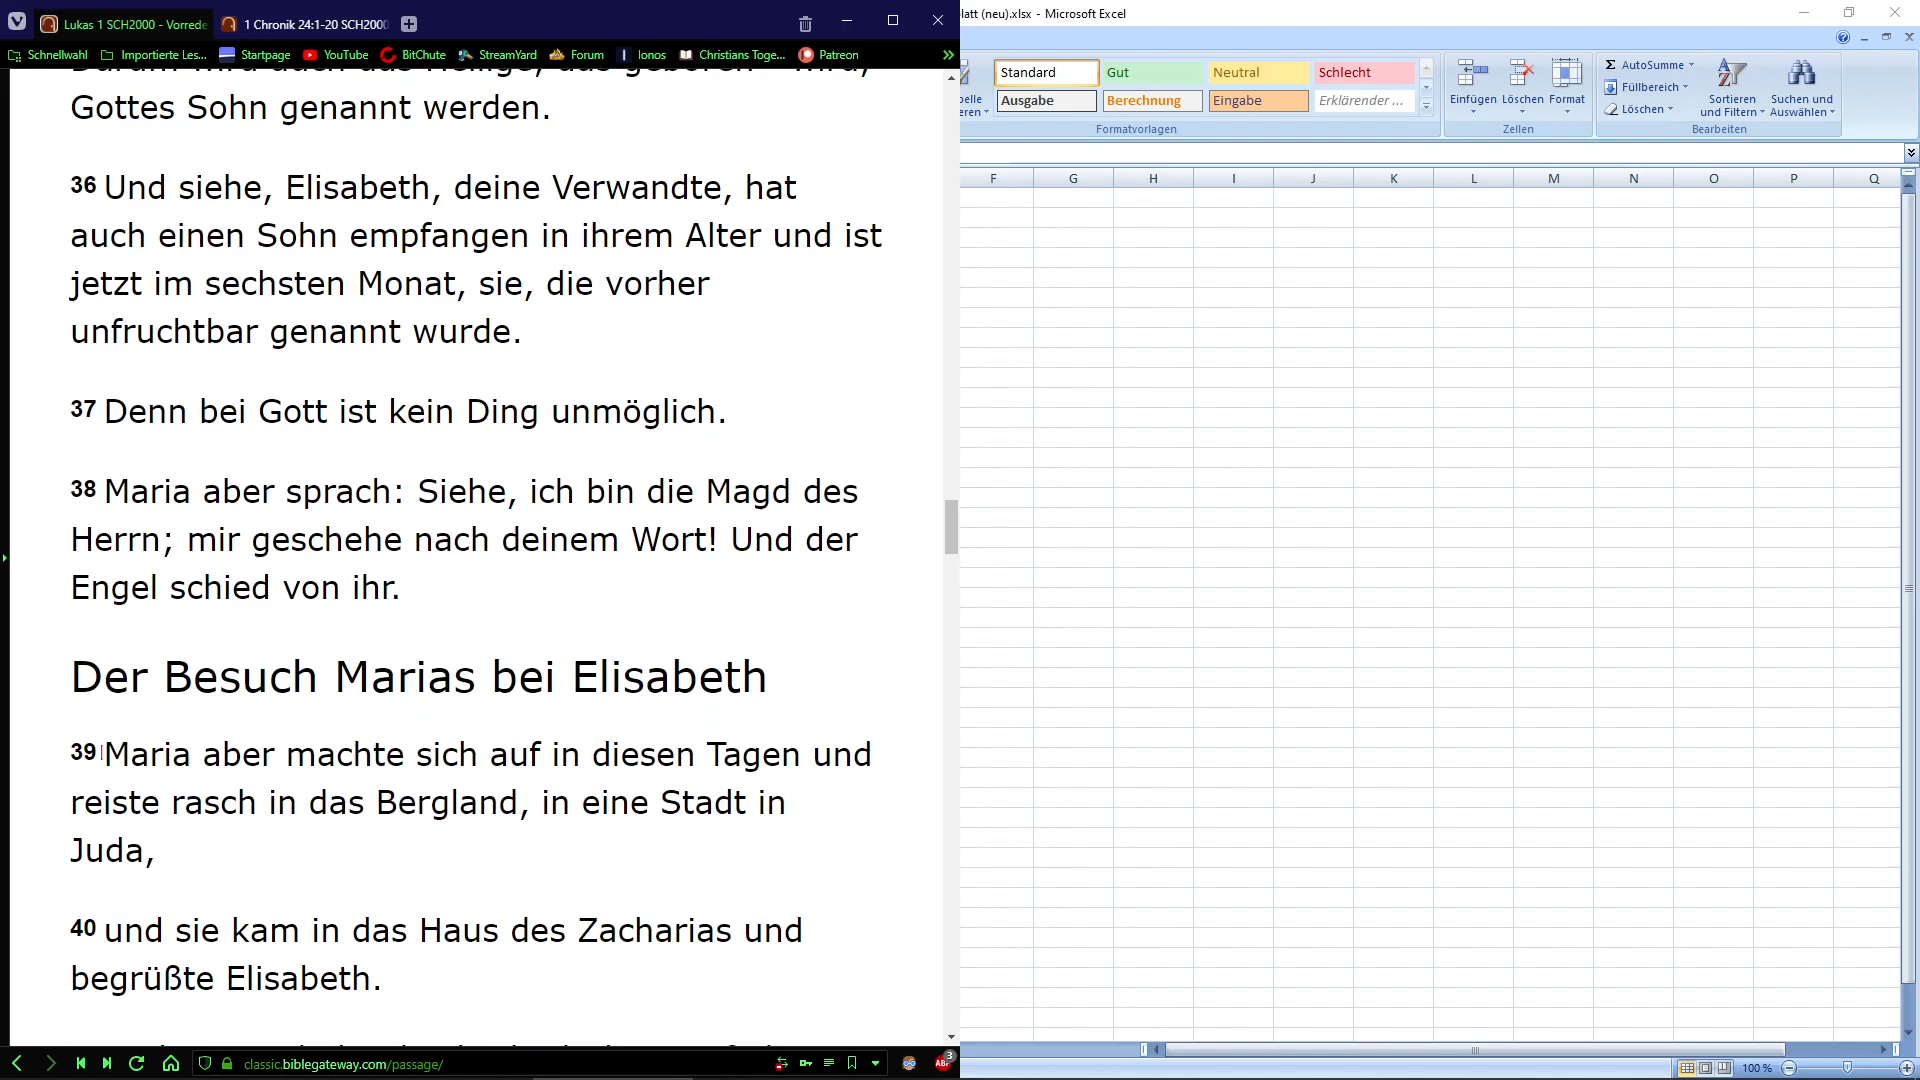 Lukas 1 SCH2000 - Vorrede
1 Chronik 24:1-20 SCH2000
Schnellwahl
Importierte Les...
Startpage
YouTube
BitChute
StreamYard
Forum
Ionos
Christians Toge...
Patreon
Gottes Sohn genannt werden.
36 Und siehe, Elisabeth, deine Verwandte, hat
auch einen Sohn empfangen in ihrem Alter und ist
jetzt im sechsten Monat, sie, die vorher
unfruchtbar genannt wurde.
37 Denn bei Gott ist kein Ding unmöglich.
38 Maria aber sprach: Siehe, ich bin die Magd des
Herrn; mir geschehe nach deinem Wort! Und der
Engel schied von ihr.
Der Besuch Marias bei Elisabeth
39 Maria aber machte sich auf in diesen Tagen und
reiste rasch in das Bergland, in eine Stadt in
Juda,
40 und sie kam in das Haus des Zacharias und
begrüßte Elisabeth.
classic.biblegateway.com/passage/
ABP
3
latt (neu).xlsx - Microsoft Excel
belle
eren
Standard
Gut
Neutral
Schlecht
Ausgabe
Berechnung
Eingabe
Erklärender ...
Formatvorlagen
Einfügen
Löschen
Format
Zellen
AutoSumme
Füllbereich
Löschen
Sortieren
und Filtern
Suchen und
Auswählen
Bearbeiten
F G H I J K L M N O P Q
100 %